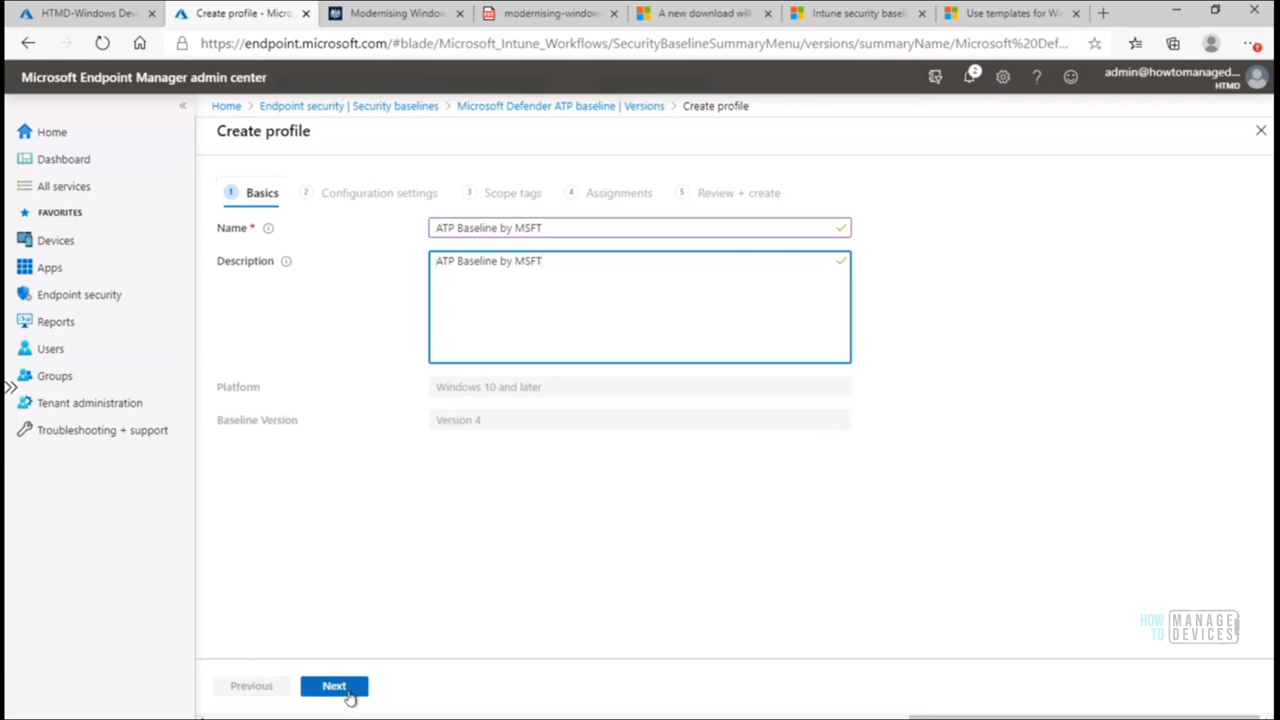 HTMD-Windows Dev
Create profile - Micro
Modernising Window
modernising-window
A new download will
Intune security basel
Use templates for Wi
https://endpoint.microsoft.com/#blade/Microsoft_Intune_Workflows/SecurityBaselineSummaryMenu/versions/summaryName/Microsoft%20Def...
Microsoft Endpoint Manager admin center
2
admin@howtomanaged...
HTMD
Home > Endpoint security | Security baselines > Microsoft Defender ATP baseline | Versions > Create profile
Create profile
Home
Dashboard
All services
FAVORITES
Devices
Apps
Endpoint security
Reports
Users
Groups
Tenant administration
Troubleshooting + support
1 Basics 2 Configuration settings 3 Scope tags 4 Assignments 5 Review + create
Name * ATP Baseline by MSFT
Description ATP Baseline by MSFT
Platform Windows 10 and later
Baseline Version Version 4
HOW TO MANAGE DEVICES
Previous Next